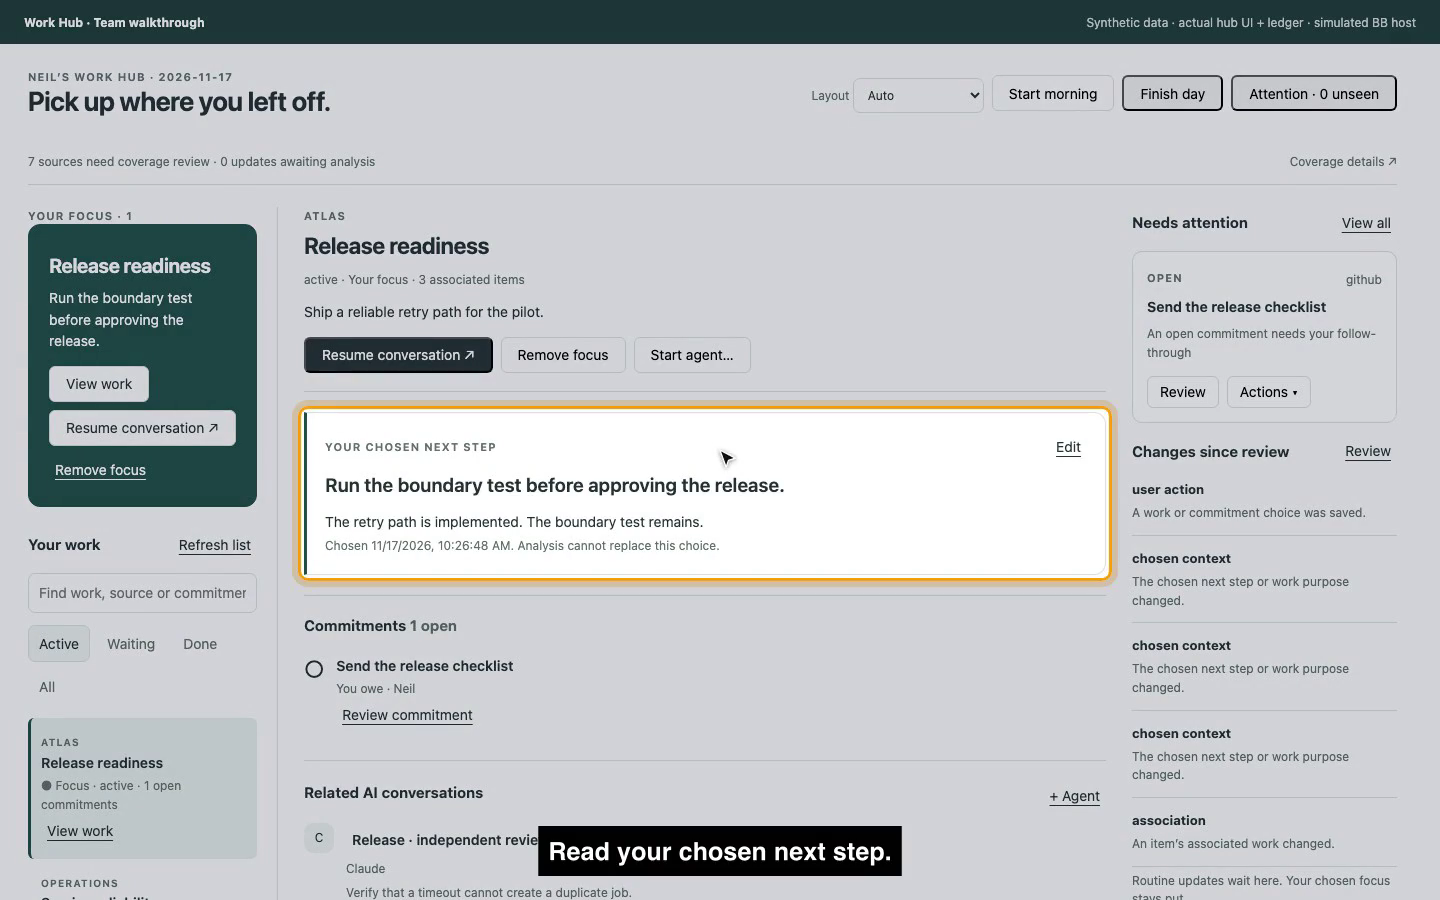 Work Hub · Team walkthrough
Synthetic data · actual hub UI + ledger · simulated BB host
NEIL'S WORK HUB · 2026-11-17
Pick up where you left off.
Layout
Auto
Start morning
Finish day
Attention · 0 unseen
7 sources need coverage review · 0 updates awaiting analysis
Coverage details ↗
YOUR FOCUS · 1
Release readiness
Run the boundary test
before approving the
release.
View work
Resume conversation ↗
Remove focus
Your work
Refresh list
Find work, source or commitmer
Active
Waiting
Done
All
ATLAS
Release readiness
● Focus · active · 1 open
commitments
View work
OPERATIONS
ATLAS
Release readiness
active · Your focus · 3 associated items
Ship a reliable retry path for the pilot.
Resume conversation ↗
Remove focus
Start agent...
YOUR CHOSEN NEXT STEP
Edit
Run the boundary test before approving the release.
The retry path is implemented. The boundary test remains.
Chosen 11/17/2026, 10:26:48 AM. Analysis cannot replace this choice.
Commitments 1 open
Send the release checklist
You owe · Neil
Review commitment
Related AI conversations
+ Agent
C
Release · independent revie
Claude
Verify that a timeout cannot create a duplicate job.
Read your chosen next step.
Needs attention
View all
OPEN
github
Send the release checklist
An open commitment needs your follow-
through
Review
Actions ▾
Changes since review
Review
user action
A work or commitment choice was saved.
chosen context
The chosen next step or work purpose
changed.
chosen context
The chosen next step or work purpose
changed.
chosen context
The chosen next step or work purpose
changed.
association
An item's associated work changed.
Routine updates wait here. Your chosen focus
stays put.